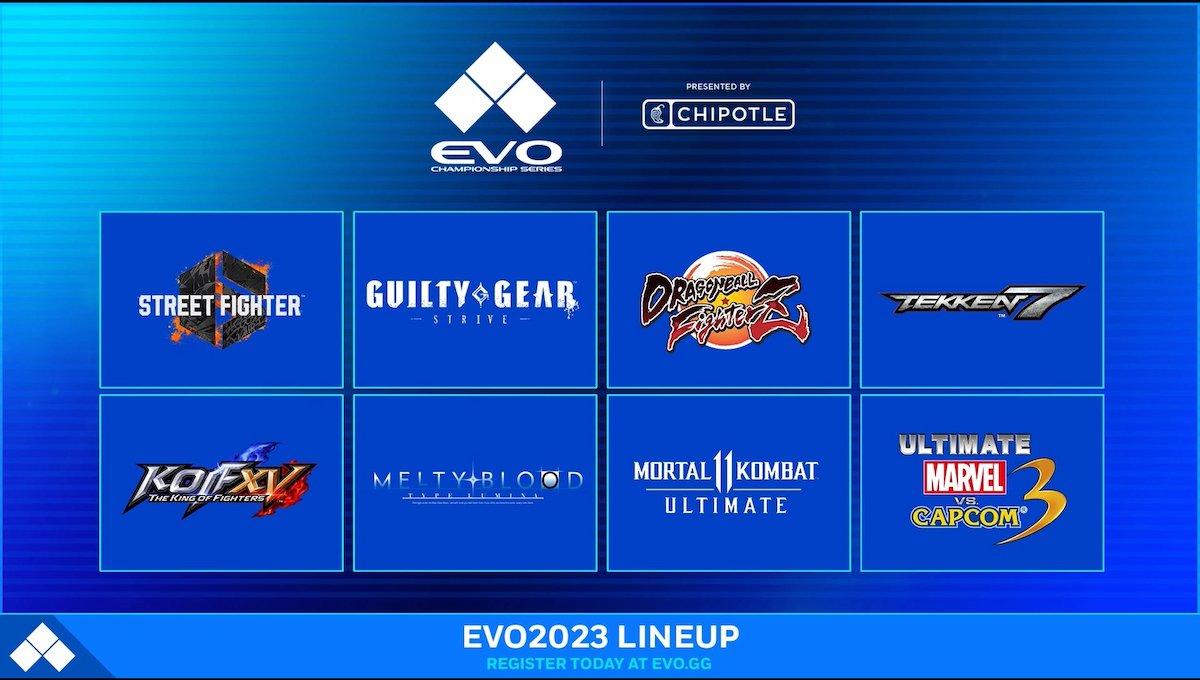 PRESENTED BY
CHIPOTLE
EVO
CHAMPIONSHIP SERIES
STREET FIGHTER
GUILTY GEAR
STRIVE
DRAGONBALL
FighterZ
TEKKEN 7
TM
KOF XV
THE KING OF FIGHTERS
MELTY BLOOD
TYPE LUMINA
MORTAL 11 KOMBAT
ULTIMATE
ULTIMATE
MARVEL
VS.
CAPCOM® 3
EVO2023 LINEUP
REGISTER TODAY AT EVO.GG